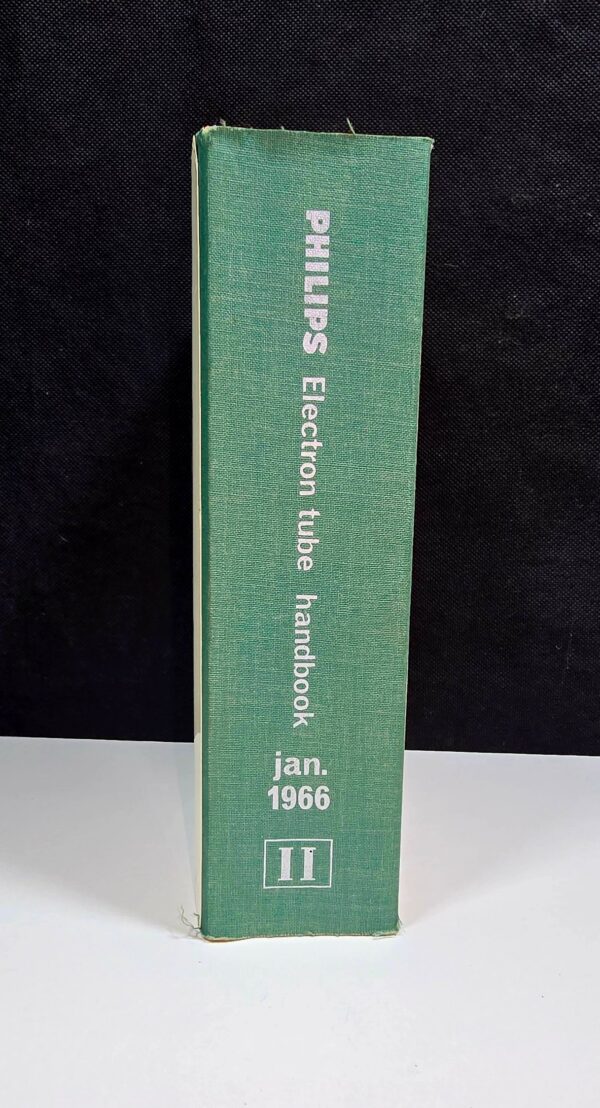 PHILIPS Electron tube handbook
jan.
1966
II